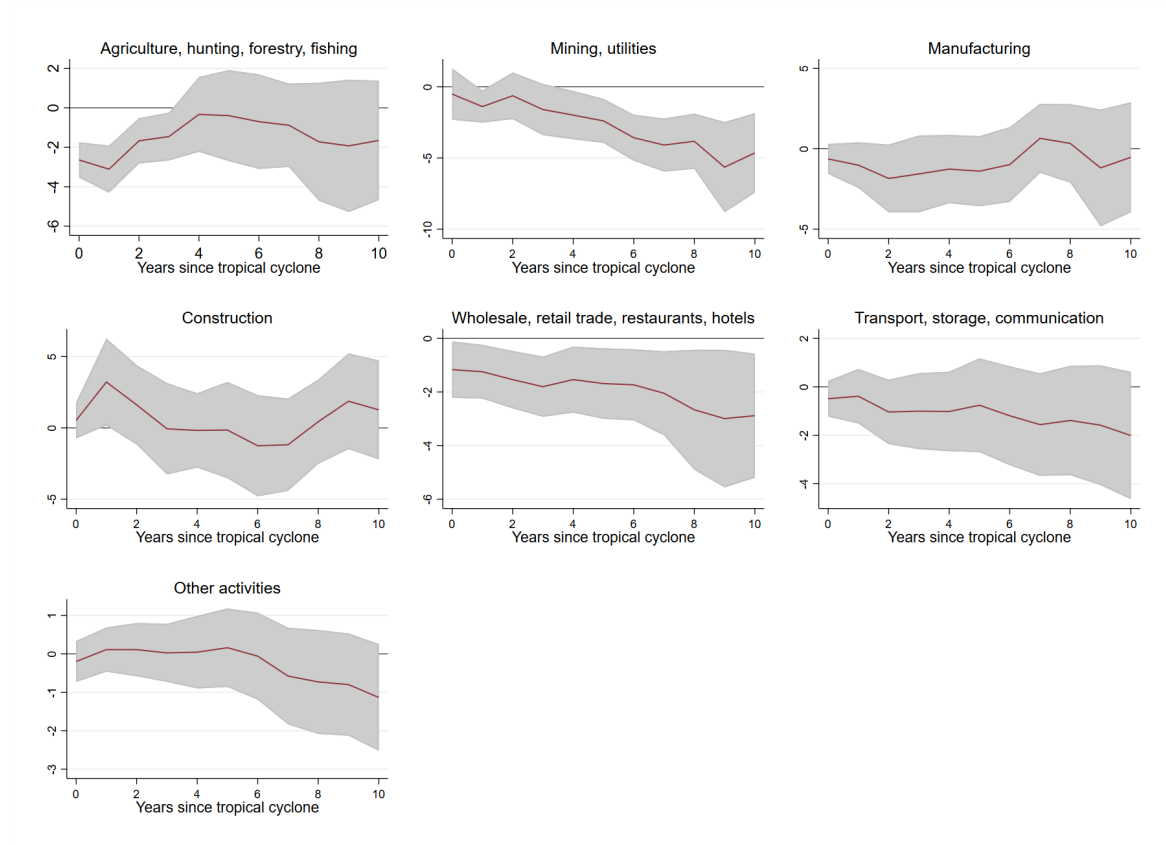 Agriculture, hunting, forestry, fishing
2
0
-2
-4
-6
0 2 4 6 8 10
Years since tropical cyclone
Mining, utilities
0
-5
-10
0 2 4 6 8 10
Years since tropical cyclone
Manufacturing
5
0
-5
0 2 4 6 8 10
Years since tropical cyclone
Construction
5
0
-5
0 2 4 6 8 10
Years since tropical cyclone
Wholesale, retail trade, restaurants, hotels
0
-2
-4
-6
0 2 4 6 8 10
Years since tropical cyclone
Transport, storage, communication
2
0
-2
-4
0 2 4 6 8 10
Years since tropical cyclone
Other activities
1
0
-1
-2
-3
0 2 4 6 8 10
Years since tropical cyclone